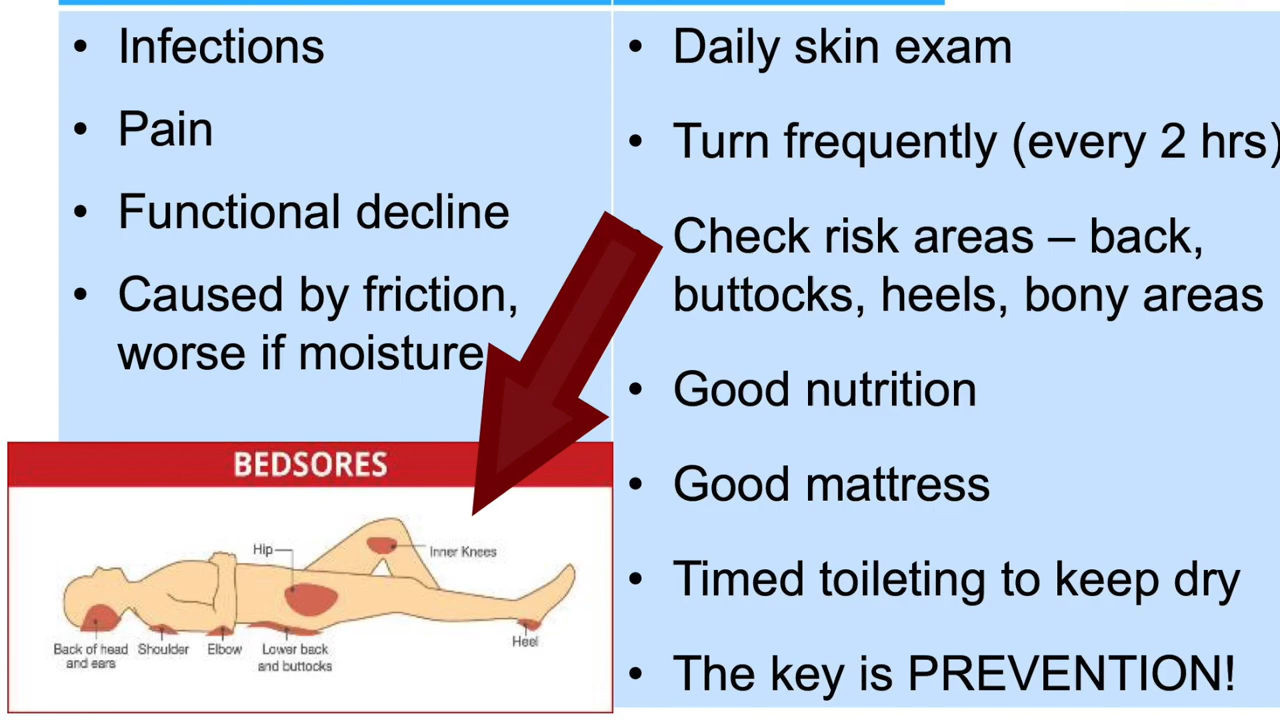 • Infections
• Pain
• Functional decline
• Caused by friction,
worse if moisture
• Daily skin exam
• Turn frequently (every 2 hrs)
• Check risk areas – back,
buttocks, heels, bony areas
• Good nutrition
• Good mattress
• Timed toileting to keep dry
• The key is PREVENTION!
BEDSORES
Hip
Inner Knees
Back of head
and ears
Shoulder
Elbow
Lower back
and buttocks
Heel